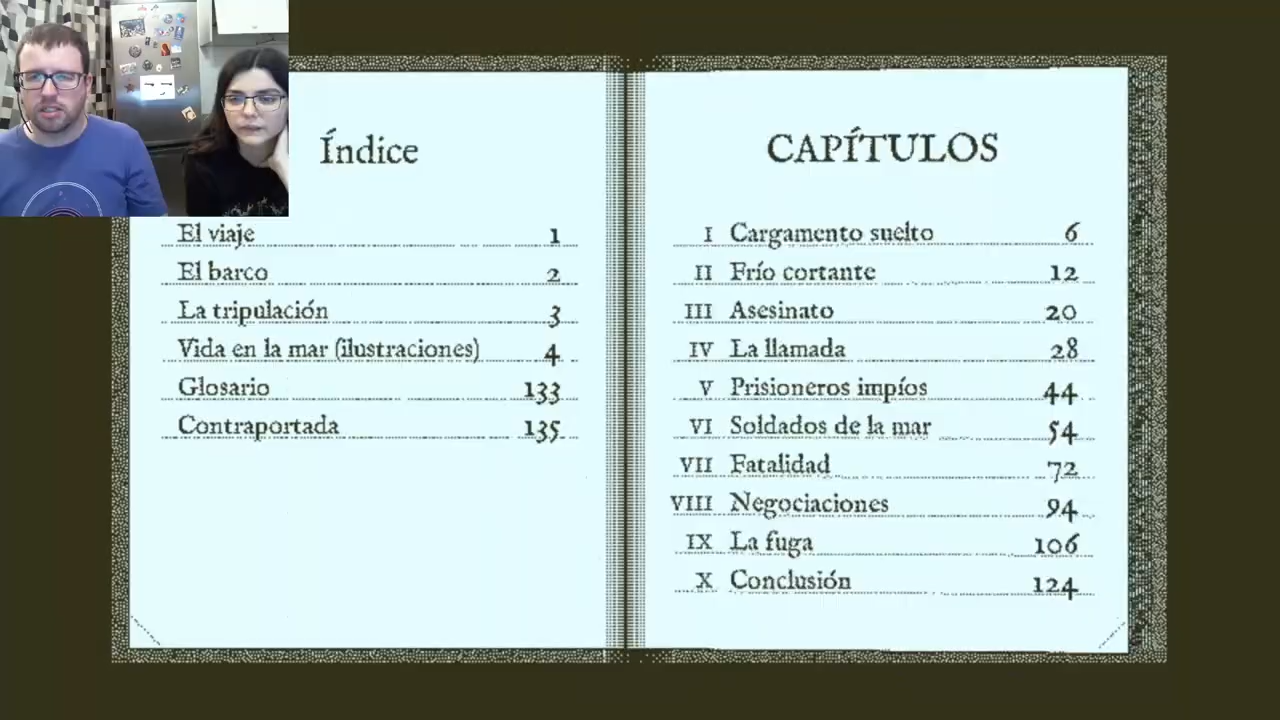 Índice
El viaje 1
El barco 2
La tripulación 3
Vida en la mar (ilustraciones) 4
Glosario 133
Contraportada 135
CAPÍTULOS
I Cargamento suelto 6
II Frío cortante 12
III Asesinato 20
IV La llamada 28
V Prisioneros impíos 44
VI Soldados de la mar 54
VII Fatalidad 72
VIII Negociaciones 94
IX La fuga 106
X Conclusión 124